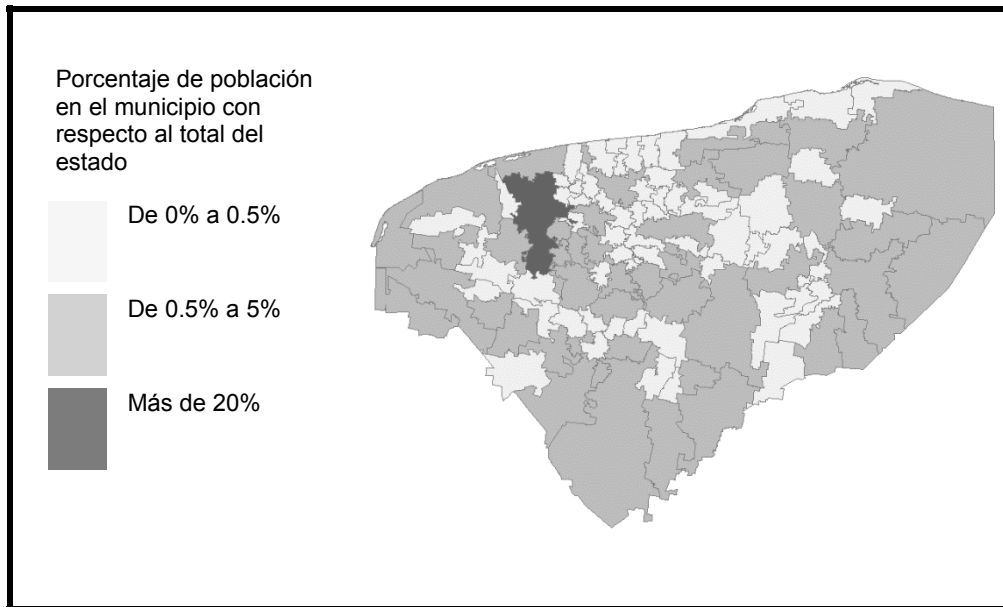 Porcentaje de población
en el municipio con
respecto al total del
estado
De 0% a 0.5%
De 0.5% a 5%
Más de 20%